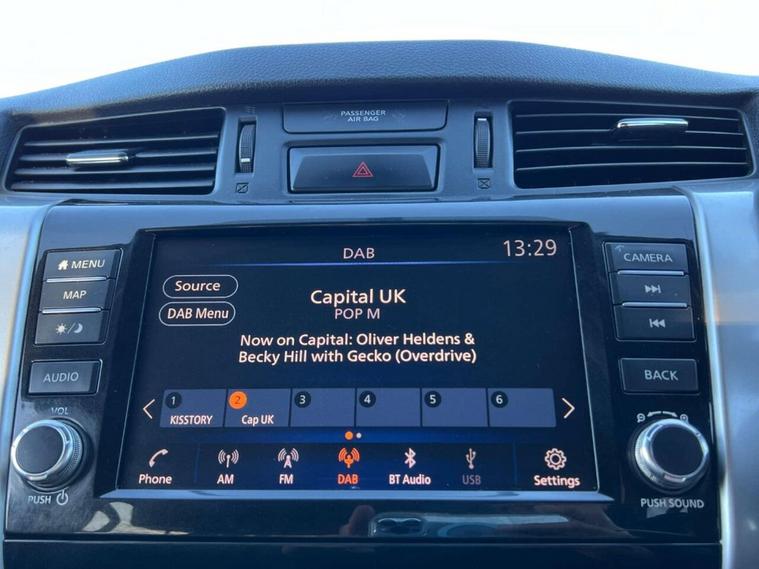 PASSENGER
AIR BAG
MENU
MAP
AUDIO
VOL
PUSH
DAB
13:29
Source
DAB Menu
Capital UK
POP M
Now on Capital: Oliver Heldens &
Becky Hill with Gecko (Overdrive)
1 2 3 4 5 6
KISSTORY Cap UK
Phone AM FM DAB BT Audio USB Settings
CAMERA
BACK
PUSH SOUND